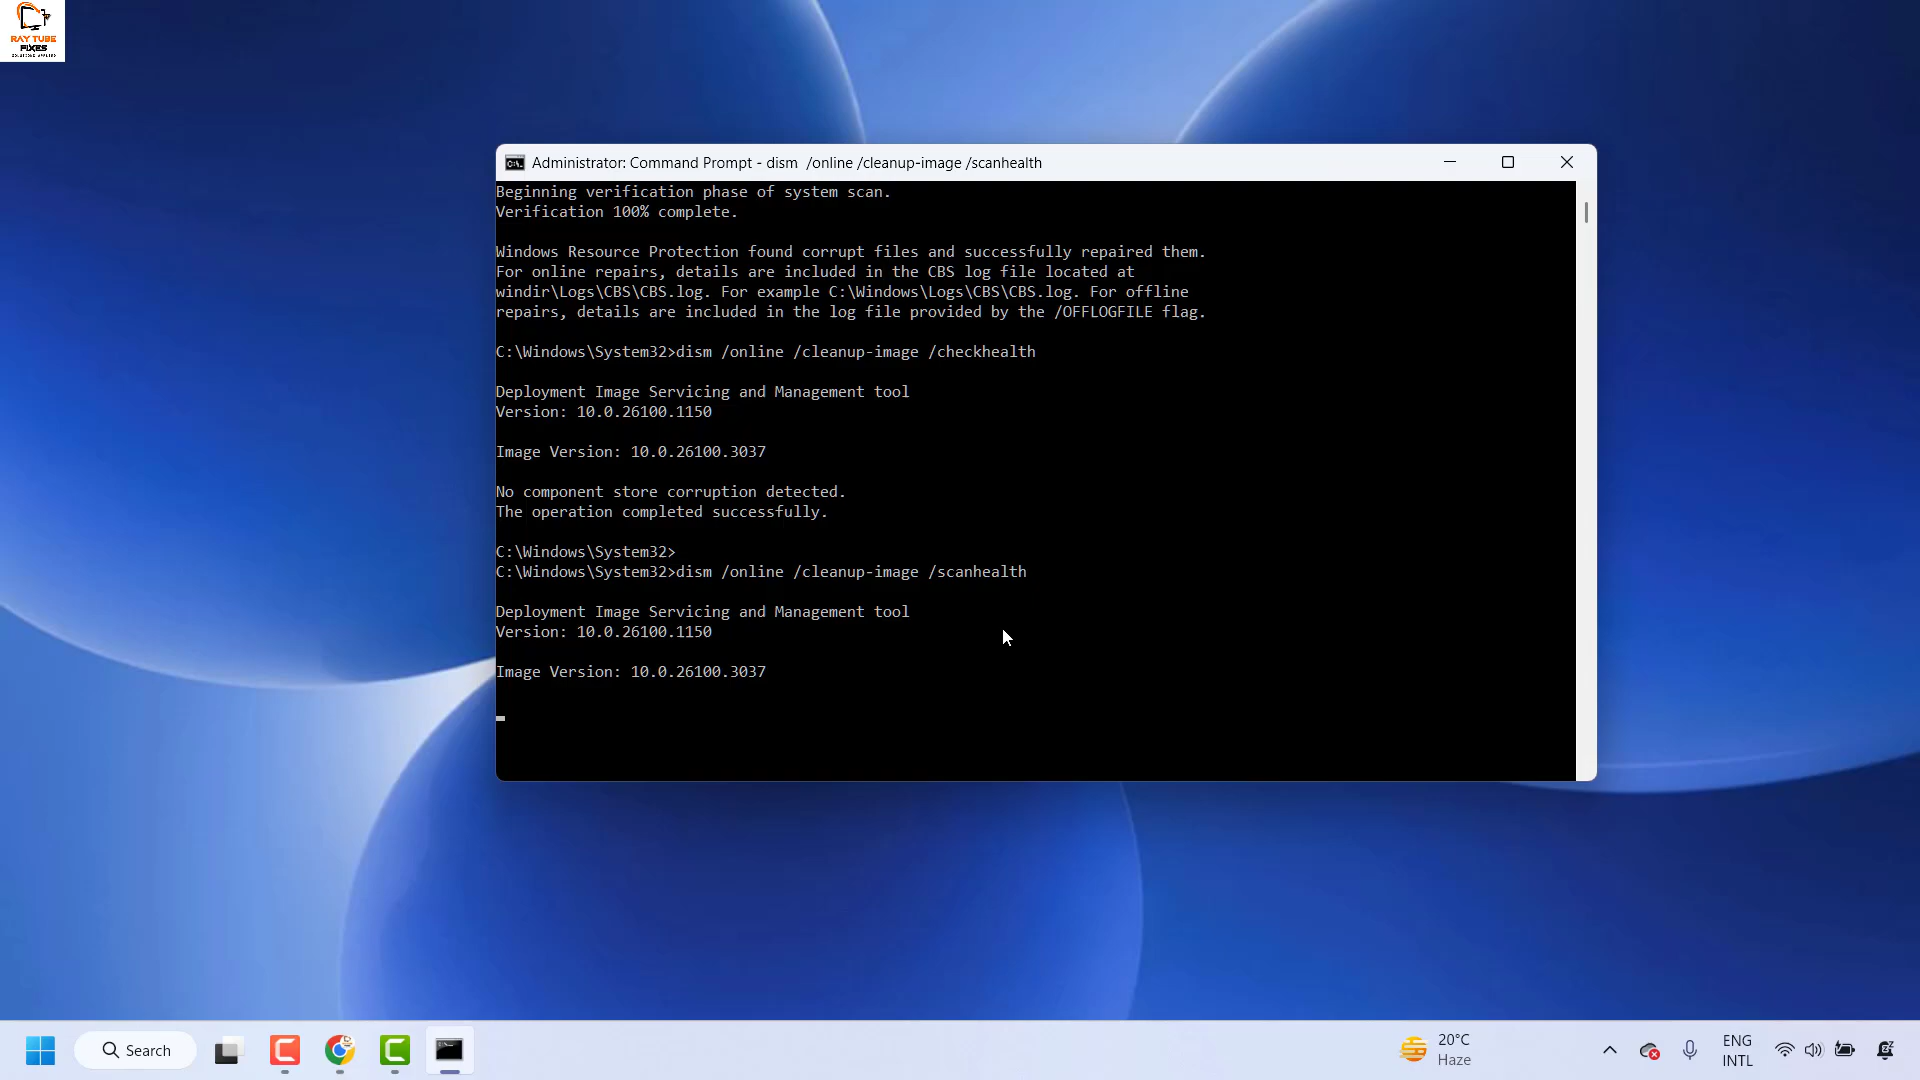 RAY TUBE
FIXES
SOLUTIONS APPLIED
Administrator: Command Prompt - dism  /online /cleanup-image /scanhealth
Beginning verification phase of system scan.
Verification 100% complete.
Windows Resource Protection found corrupt files and successfully repaired them.
For online repairs, details are included in the CBS log file located at
windir\Logs\CBS\CBS.log. For example C:\Windows\Logs\CBS\CBS.log. For offline
repairs, details are included in the log file provided by the /OFFLOGFILE flag.
C:\Windows\System32>dism /online /cleanup-image /checkhealth
Deployment Image Servicing and Management tool
Version: 10.0.26100.1150
Image Version: 10.0.26100.3037
No component store corruption detected.
The operation completed successfully.
C:\Windows\System32>
C:\Windows\System32>dism /online /cleanup-image /scanhealth
Deployment Image Servicing and Management tool
Version: 10.0.26100.1150
Image Version: 10.0.26100.3037
Search
20°C
Haze
ENG
INTL